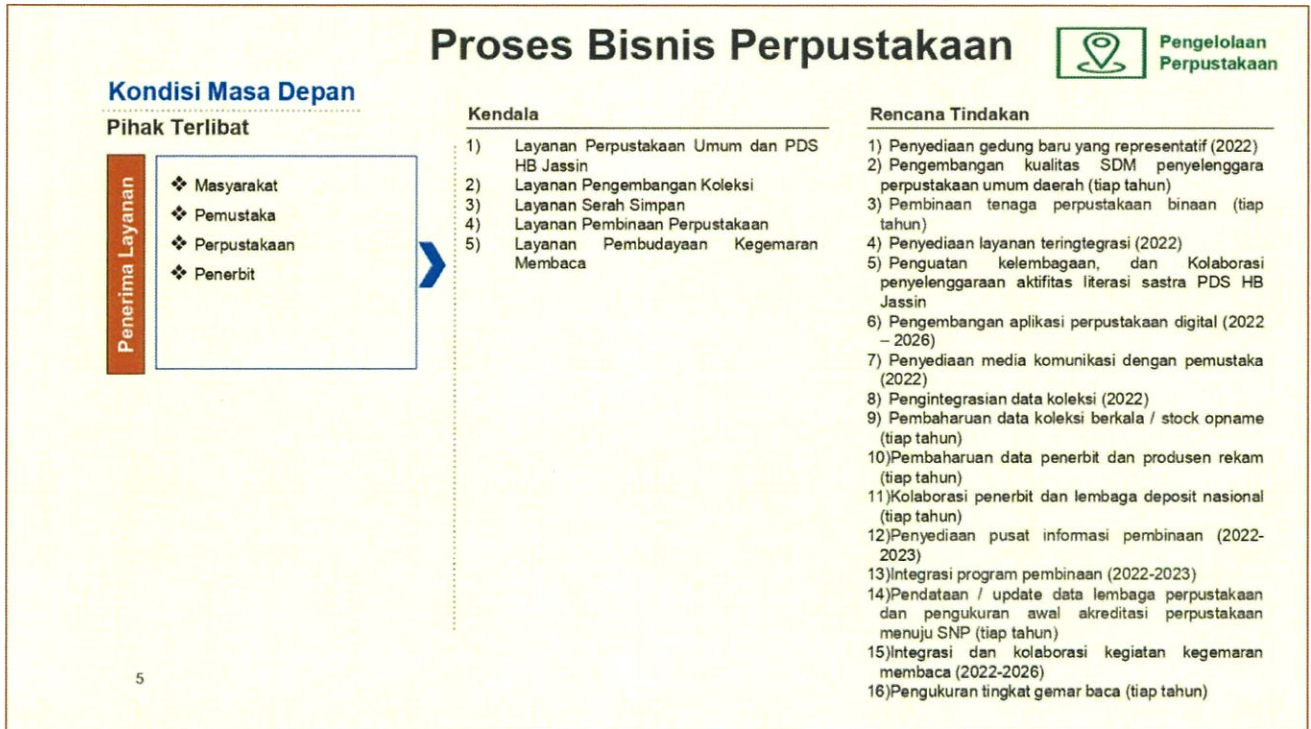 Proses Bisnis Perpustakaan
Pengelolaan
Perpustakaan
Kondisi Masa Depan
Pihak Terlibat
Penerima Layanan
❖ Masyarakat
❖ Pemustaka
❖ Perpustakaan
❖ Penerbit
Kendala
1) Layanan Perpustakaan Umum dan PDS
HB Jassin
2) Layanan Pengembangan Koleksi
3) Layanan Serah Simpan
4) Layanan Pembinaan Perpustakaan
5) Layanan Pembudayaan Kegemaran
Membaca
Rencana Tindakan
1) Penyediaan gedung baru yang representatif (2022)
2) Pengembangan kualitas SDM penyelenggara
perpustakaan umum daerah (tiap tahun)
3) Pembinaan tenaga perpustakaan binaan (tiap
tahun)
4) Penyediaan layanan teringtegrasi (2022)
5) Penguatan kelembagaan, dan Kolaborasi
penyelenggaraan aktifitas literasi sastra PDS HB
Jassin
6) Pengembangan aplikasi perpustakaan digital (2022
– 2026)
7) Penyediaan media komunikasi dengan pemustaka
(2022)
8) Pengintegrasian data koleksi (2022)
9) Pembaharuan data koleksi berkala / stock opname
(tiap tahun)
10)Pembaharuan data penerbit dan produsen rekam
(tiap tahun)
11)Kolaborasi penerbit dan lembaga deposit nasional
(tiap tahun)
12)Penyediaan pusat informasi pembinaan (2022-
2023)
13)Integrasi program pembinaan (2022-2023)
14)Pendataan / update data lembaga perpustakaan
dan pengukuran awal akreditasi perpustakaan
menuju SNP (tiap tahun)
15)Integrasi dan kolaborasi kegiatan kegemaran
membaca (2022-2026)
16)Pengukuran tingkat gemar baca (tiap tahun)
5